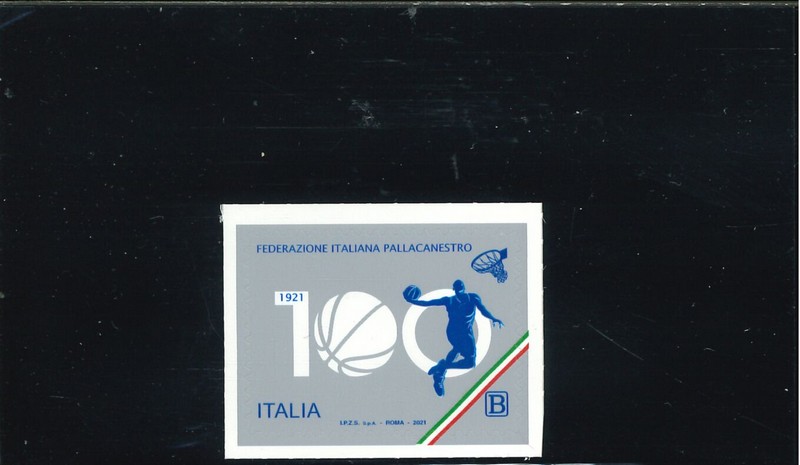 FEDERAZIONE ITALIANA PALLACANESTRO
1921
100
ITALIA
I.P.Z.S. S.p.A. - ROMA - 2021
B